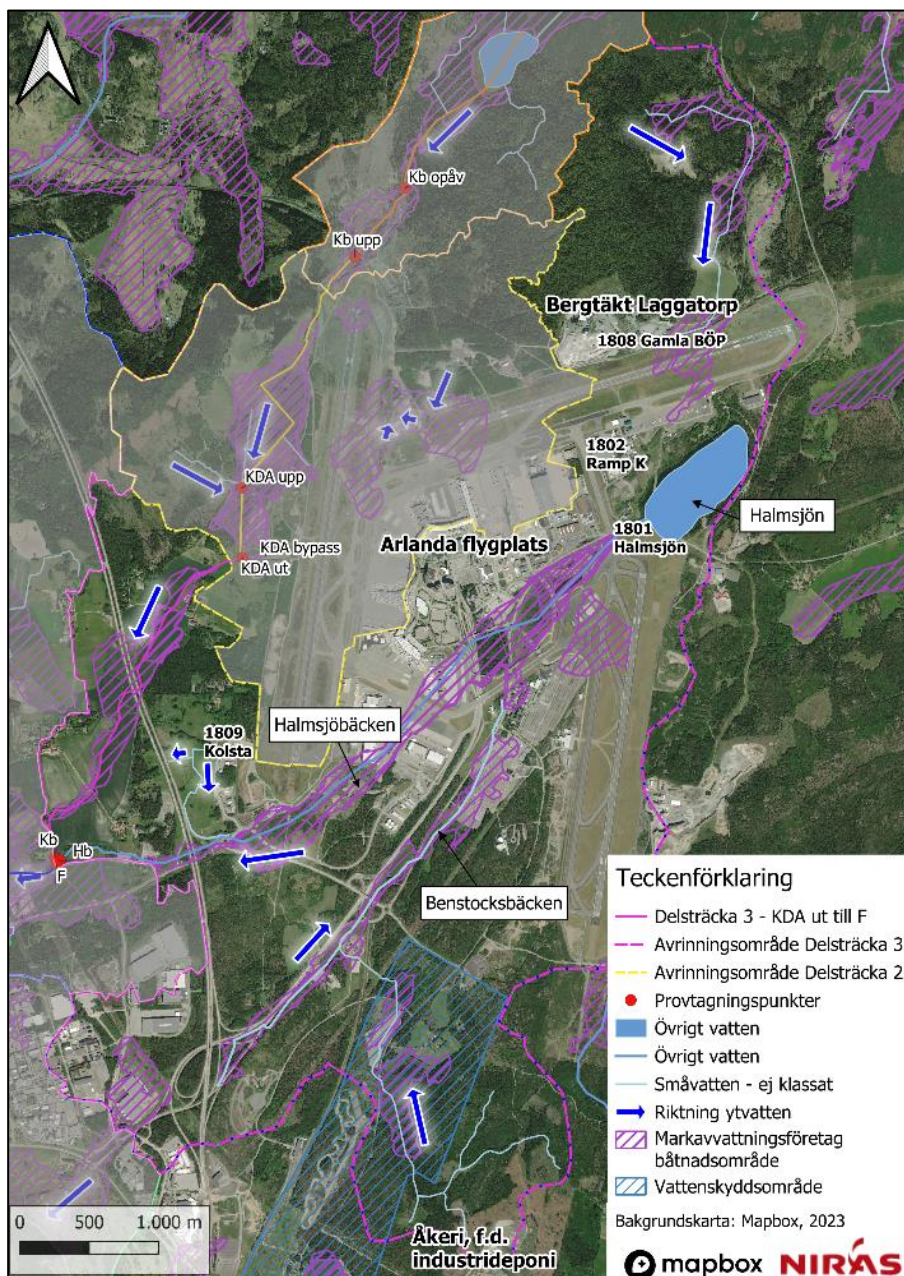 Kb opåv
Kb upp
Bergtäkt Laggatorp
1808 Gamla BÖP
1802
Ramp K
KDA upp
Halmsjön
1801
Halmsjön
Arlanda flygplats
KDA bypass
KDA ut
Halmsjöbäcken
1809
Kolsta
Kb
Hb
F
Benstocksbäcken
Åkeri, f.d.
industrideponi
Teckenförklaring
Delsträcka 3 - KDA ut till F
Avrinningsområde Delsträcka 3
Avrinningsområde Delsträcka 2
Provtagningspunkter
Övrigt vatten
Övrigt vatten
Småvatten - ej klassat
Riktning ytvatten
Markavvattningsföretag
båtnadsområde
Vattenskyddsområde
Bakgrundskarta: Mapbox, 2023
mapbox NIRAS
0 500 1.000 m